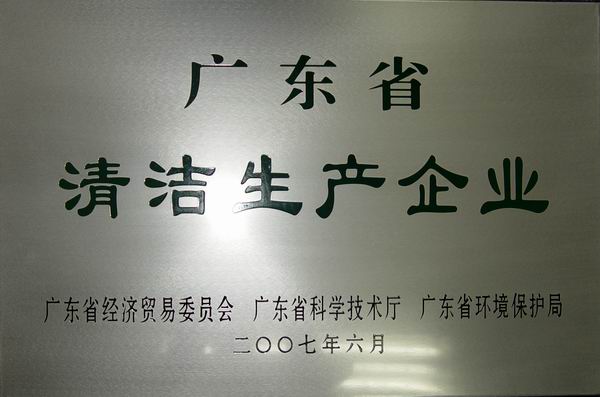 广东省
清洁生产企业
广东省经济贸易委员会 广东省科学技术厅 广东省环境保护局
二〇〇七年六月